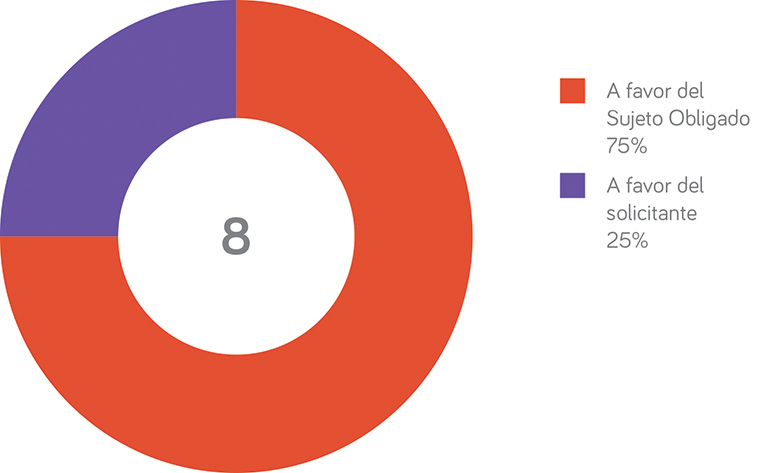 8
A favor del
Sujeto Obligado
75%
A favor del
solicitante
25%